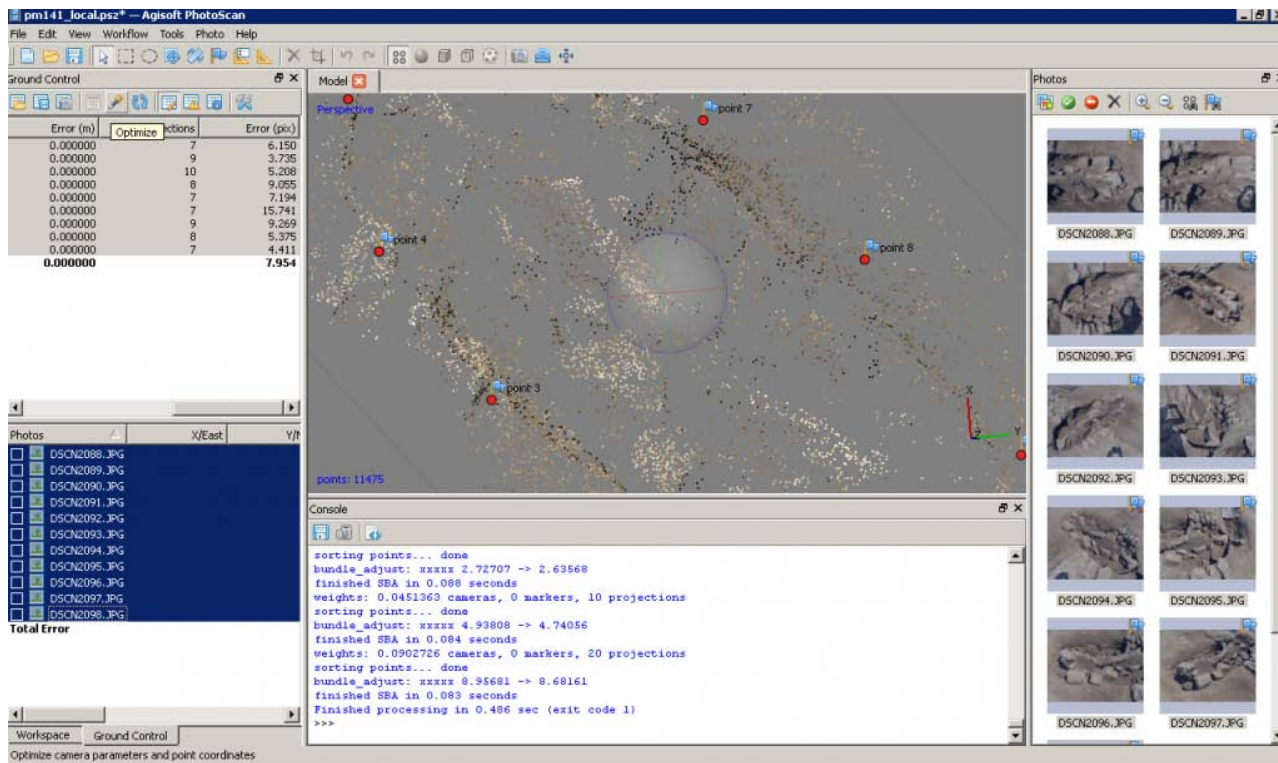 pm141_local.psz* — Agisoft PhotoScan
File Edit View Workflow Tools Photo Help
Ground Control
Error (m) Error (pix)
Optimize
0.000000 7 6.150
0.000000 9 3.735
0.000000 10 5.208
0.000000 8 9.055
0.000000 7 7.194
0.000000 7 15.741
0.000000 9 9.269
0.000000 8 5.375
0.000000 7 4.411
0.000000 7.954
Photos X/East Y/N
DSCN2088.JPG
DSCN2089.JPG
DSCN2090.JPG
DSCN2091.JPG
DSCN2092.JPG
DSCN2093.JPG
DSCN2094.JPG
DSCN2095.JPG
DSCN2096.JPG
DSCN2097.JPG
DSCN2098.JPG
Total Error
Workspace Ground Control
Optimize camera parameters and point coordinates
Model
Perspective
point 7
point 4
point 8
point 3
X
Y
Z
points: 11475
Console
sorting points... done
bundle_adjust: xxxxx 2.72707 -> 2.63568
finished SBA in 0.088 seconds
weights: 0.0451363 cameras, 0 markers, 10 projections
sorting points... done
bundle_adjust: xxxxx 4.93808 -> 4.74056
finished SBA in 0.084 seconds
weights: 0.0902726 cameras, 0 markers, 20 projections
sorting points... done
bundle_adjust: xxxxx 8.95681 -> 8.68161
finished SBA in 0.083 seconds
Finished processing in 0.486 sec (exit code 1)
>>>
Photos
DSCN2088.JPG DSCN2089.JPG
DSCN2090.JPG DSCN2091.JPG
DSCN2092.JPG DSCN2093.JPG
DSCN2094.JPG DSCN2095.JPG
DSCN2096.JPG DSCN2097.JPG